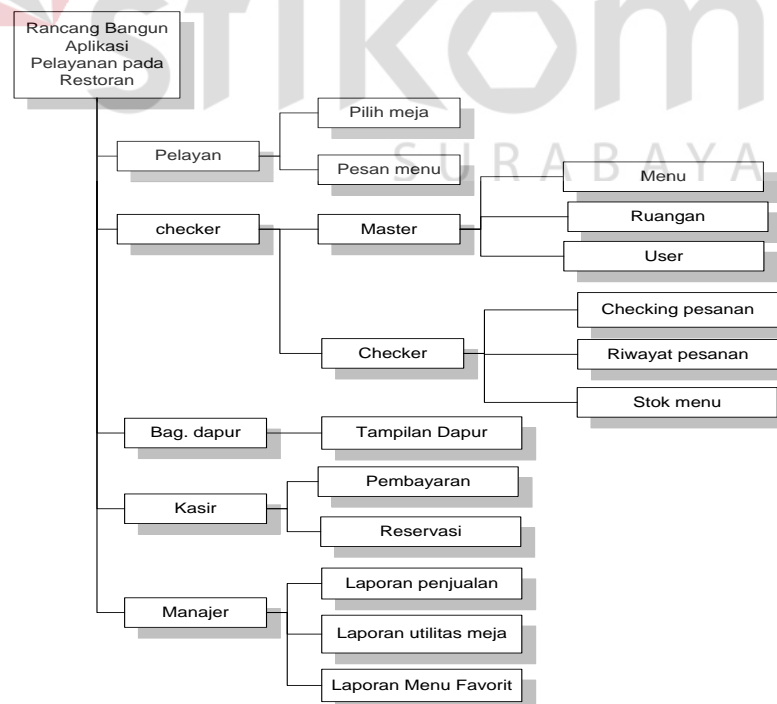 stikom
SURABAYA
Rancang Bangun
Aplikasi
Pelayanan pada
Restoran
Pelayan
Pilih meja
Pesan menu
checker
Master
Menu
Ruangan
User
Checker
Checking pesanan
Riwayat pesanan
Stok menu
Bag. dapur
Tampilan Dapur
Kasir
Pembayaran
Reservasi
Manajer
Laporan penjualan
Laporan utilitas meja
Laporan Menu Favorit